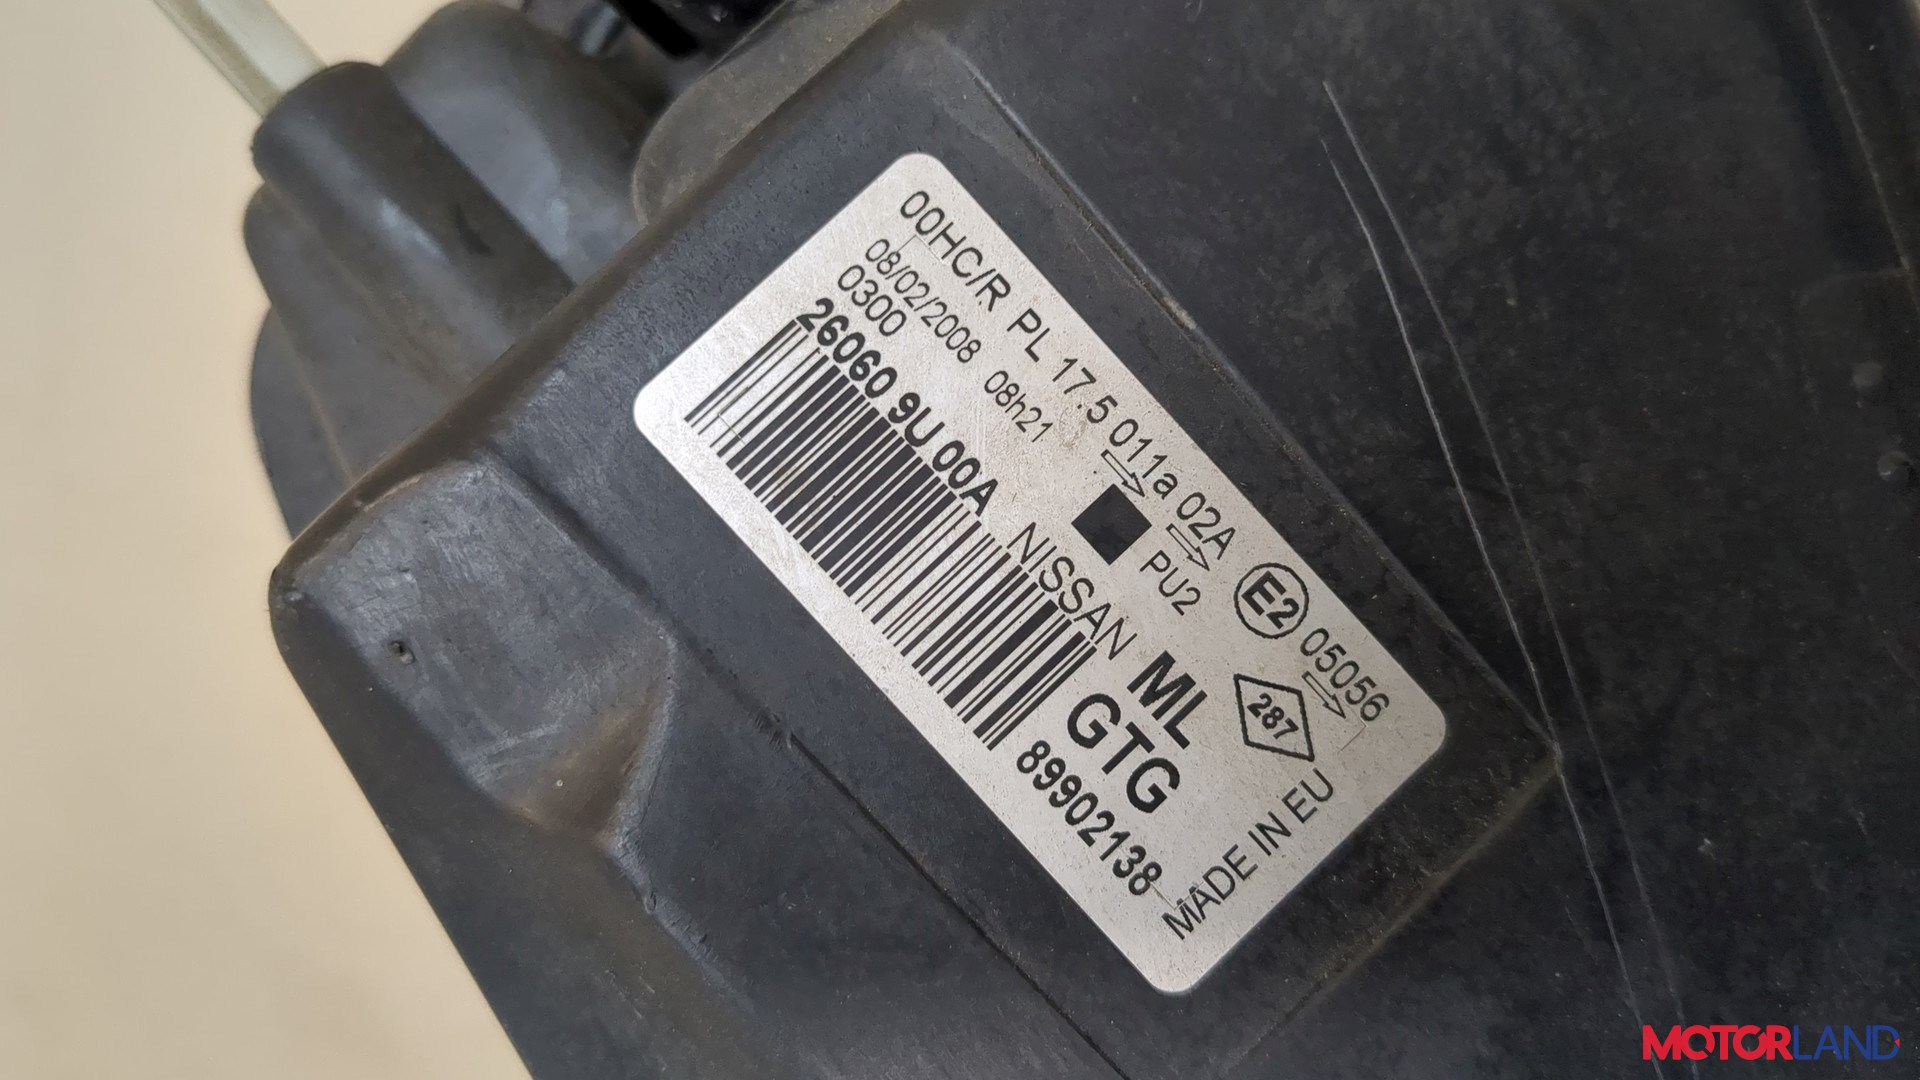 00HC/R PL 17.5 011a 02A E2 05056
08/02/2008 08h21
0300
PU2
287
26060 9U 00A NISSAN ML
GTG
89902138
MADE IN EU
MOTORLAND